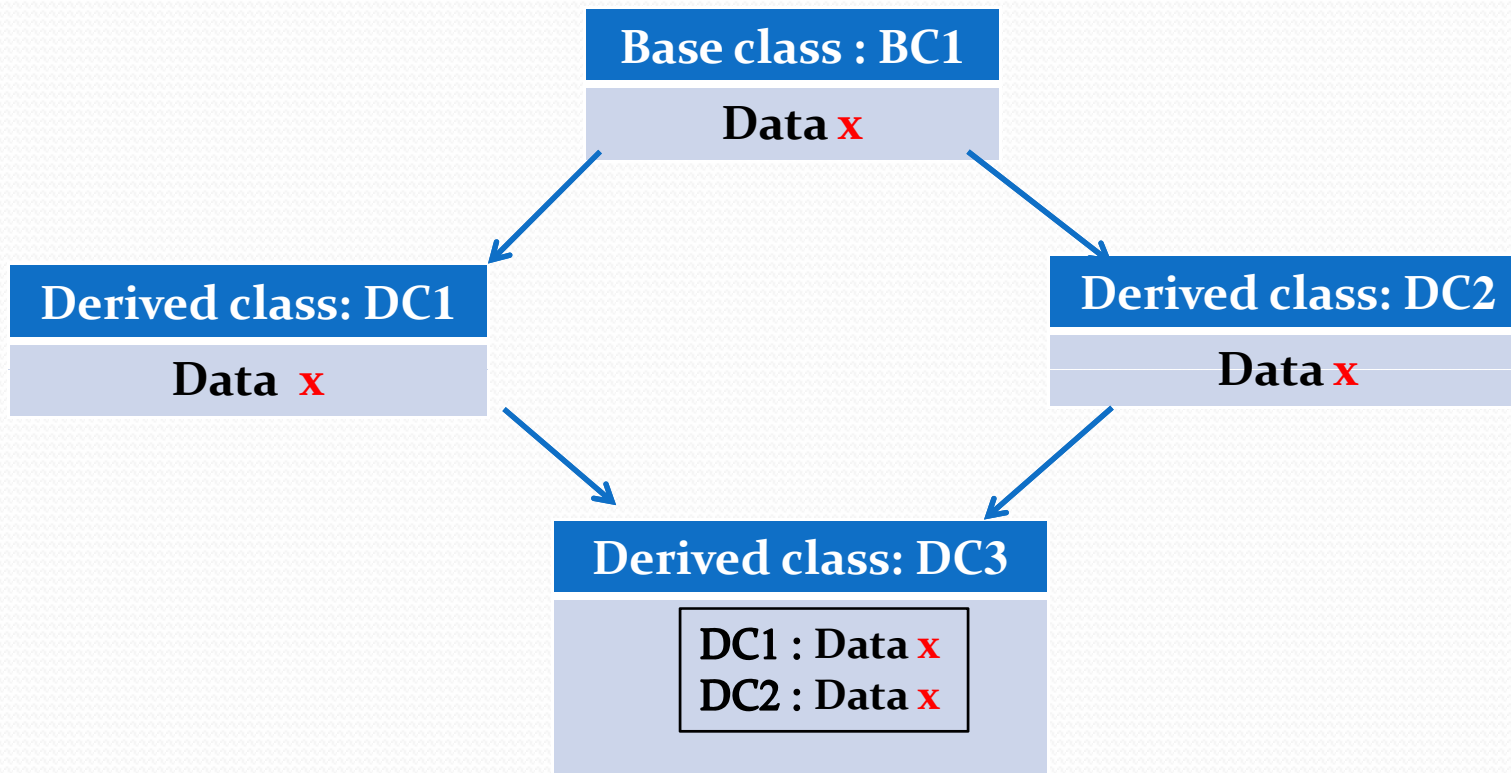 Base class : BC1
Data x
Derived class: DC1
Data x
Derived class: DC2
Data x
Derived class: DC3
DC1 : Data x
DC2 : Data x